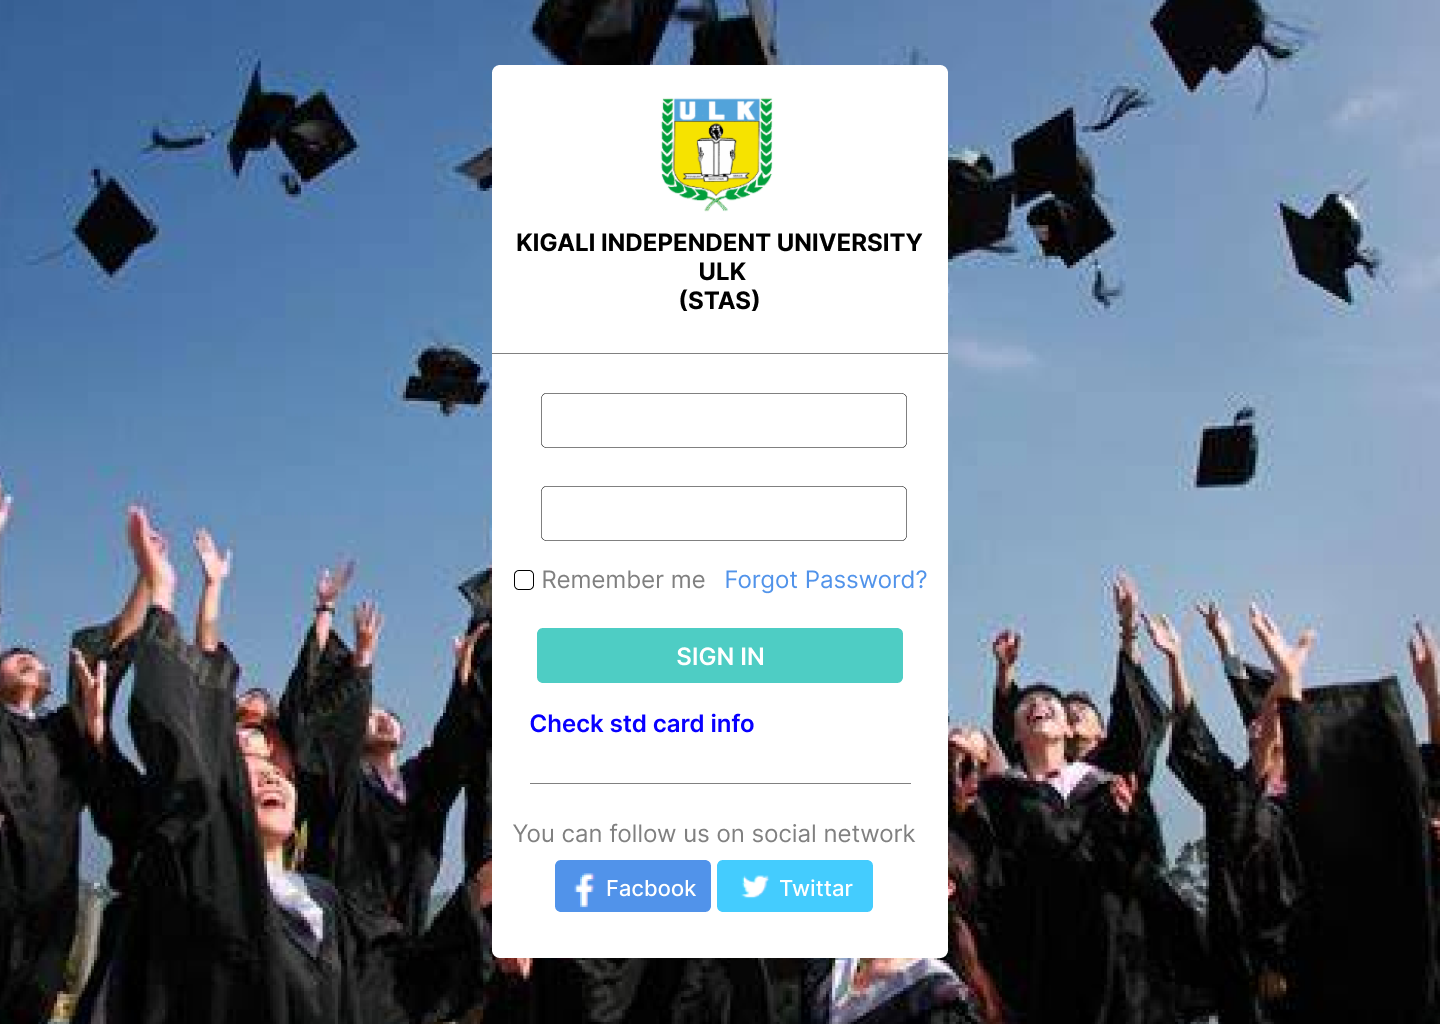 ULK
KIGALI INDEPENDENT UNIVERSITY
ULK
(STAS)
Remember me Forgot Password?
SIGN IN
Check std card info
You can follow us on social network
Facbook Twittar